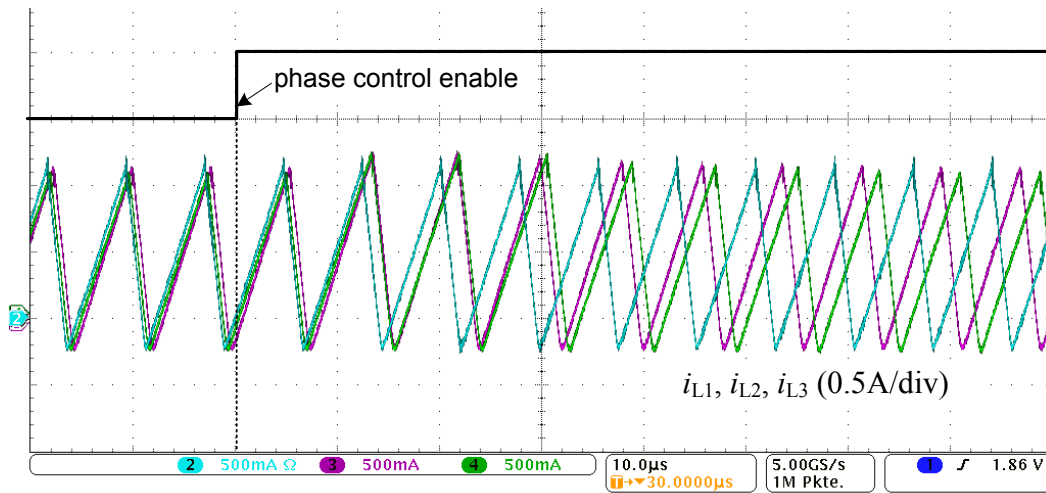 phase control enable
2
iL1, iL2, iL3 (0.5A/div)
2 500mA Ω 3 500mA 4 500mA
10.0µs
T→▼30.0000µs
5.00GS/s
1M Pkte.
1 ʃ 1.86 V